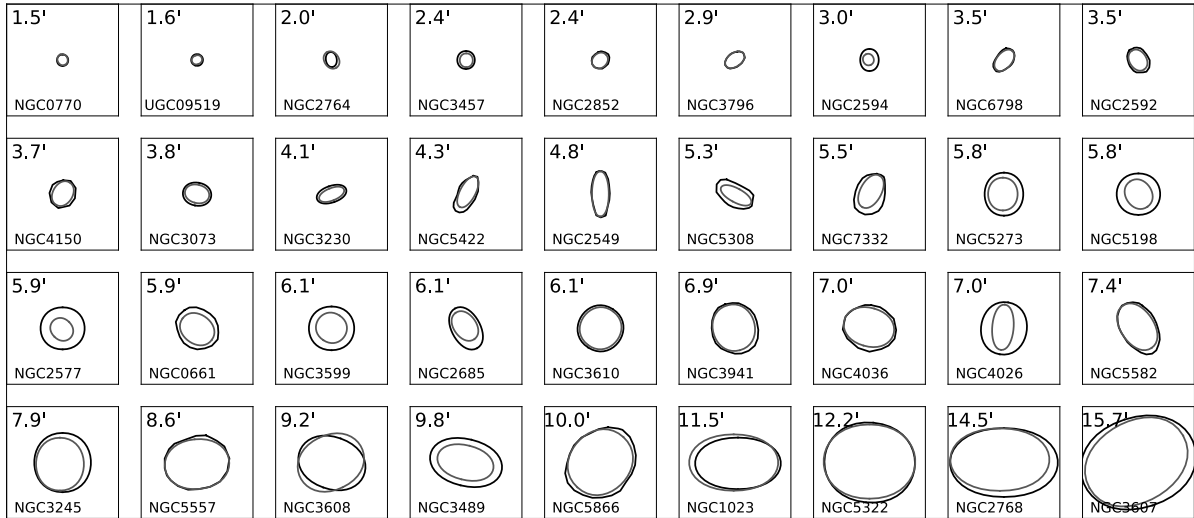 1.5' 1.6' 2.0' 2.4' 2.4' 2.9' 3.0' 3.5' 3.5'
NGC0770 UGC09519 NGC2764 NGC3457 NGC2852 NGC3796 NGC2594 NGC6798 NGC2592
3.7' 3.8' 4.1' 4.3' 4.8' 5.3' 5.5' 5.8' 5.8'
NGC4150 NGC3073 NGC3230 NGC5422 NGC2549 NGC5308 NGC7332 NGC5273 NGC5198
5.9' 5.9' 6.1' 6.1' 6.1' 6.9' 7.0' 7.0' 7.4'
NGC2577 NGC0661 NGC3599 NGC2685 NGC3610 NGC3941 NGC4036 NGC4026 NGC5582
7.9' 8.6' 9.2' 9.8' 10.0' 11.5' 12.2' 14.5' 15.7'
NGC3245 NGC5557 NGC3608 NGC3489 NGC5866 NGC1023 NGC5322 NGC2768 NGC3607